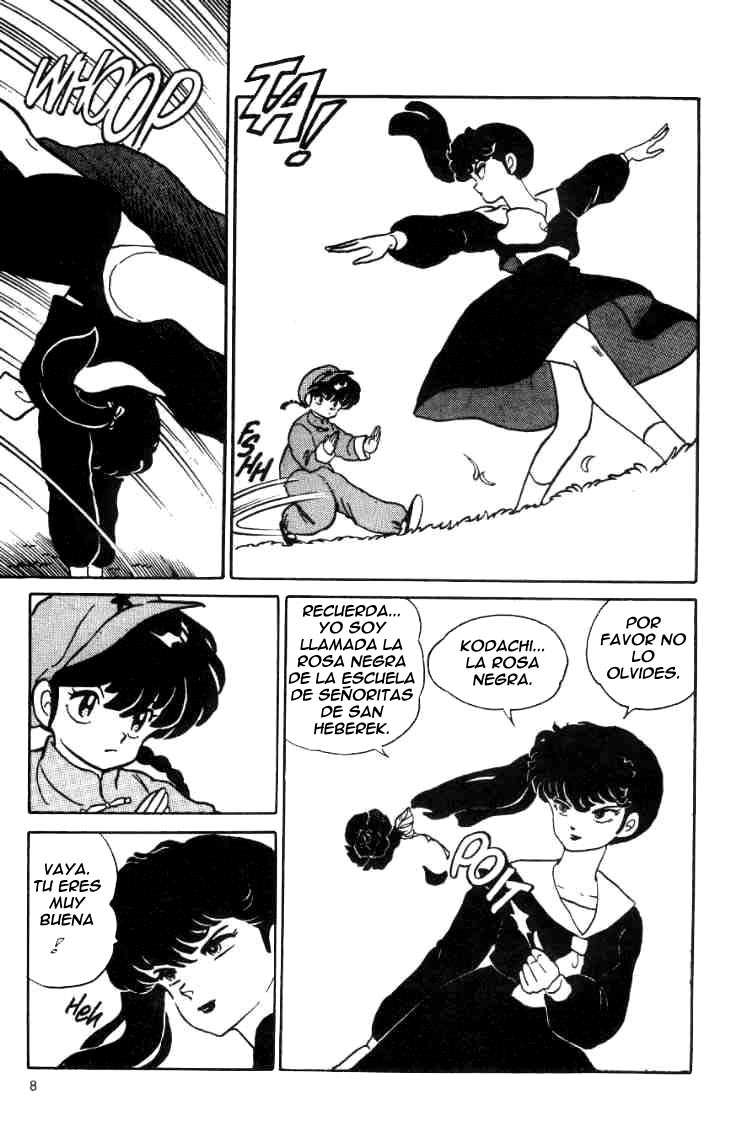 WHOOP
TA!
FSHH
VAYA.
TU ERES
MUY
BUENA
!
HeH
RECUERDA...
YO SOY
LLAMADA LA
ROSA NEGRA
DE LA ESCUELA
DE SEÑORITAS
DE SAN
HEBEREK.
KODACHI...
LA ROSA
NEGRA.
POR
FAVOR NO
LO
OLVIDES.
POIT
8